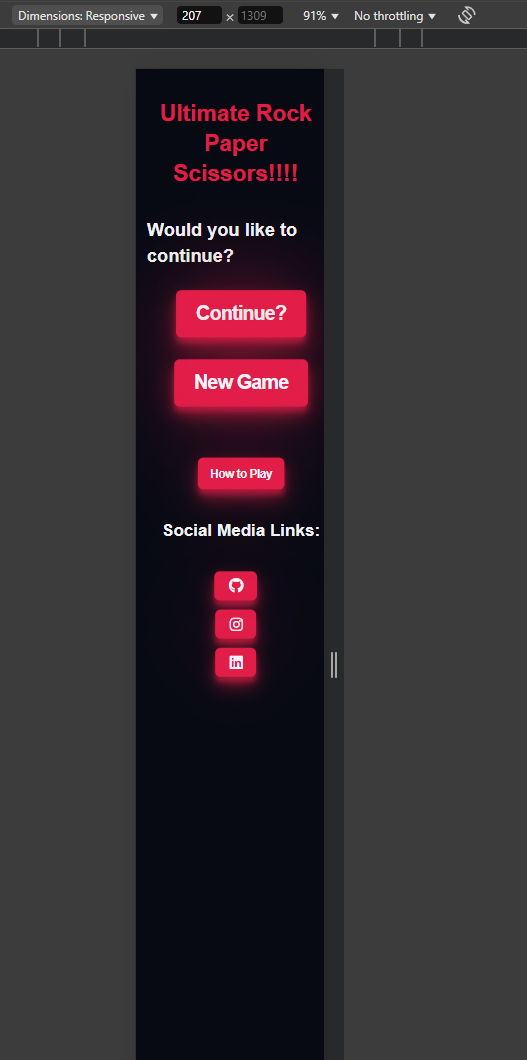 Dimensions: Responsive 207 × 1309 91% No throttling
Ultimate Rock
Paper
Scissors!!!!
Would you like to
continue?
Continue?
New Game
How to Play
Social Media Links:
in